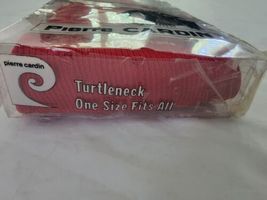 Pierre Cardin
pierre cardin
Turtleneck
One Size Fits All